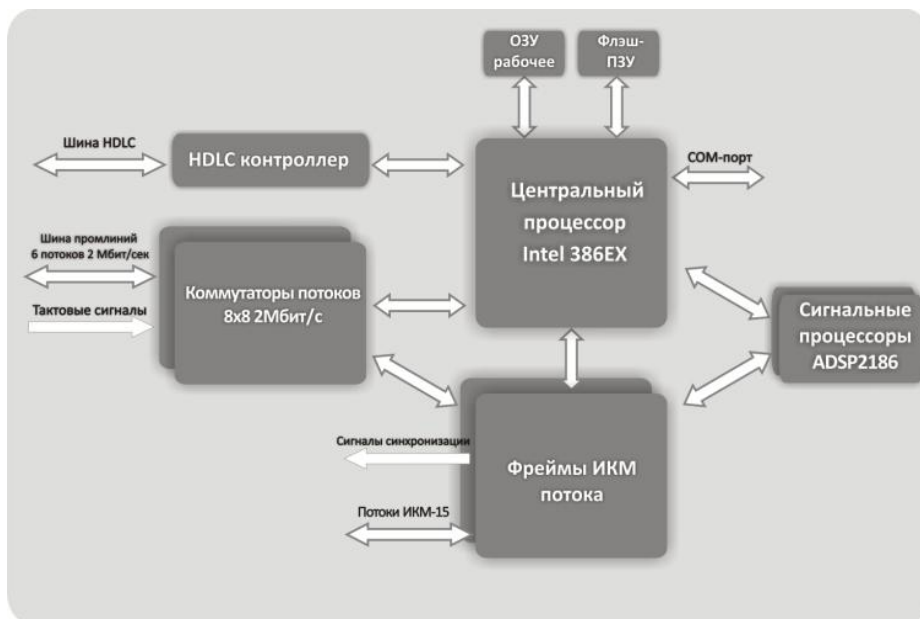 ОЗУ
рабочее
Флэш-
ПЗУ
Шина HDLC
HDLC контроллер
COM-порт
Центральный
процессор
Intel 386EX
Шина промлиний
6 потоков 2 Мбит/сек
Тактовые сигналы
Коммутаторы потоков
8x8 2Мбит/с
Сигнальные
процессоры
ADSP2186
Сигналы синхронизации
Фреймы ИКМ
потока
Потоки ИКМ-15